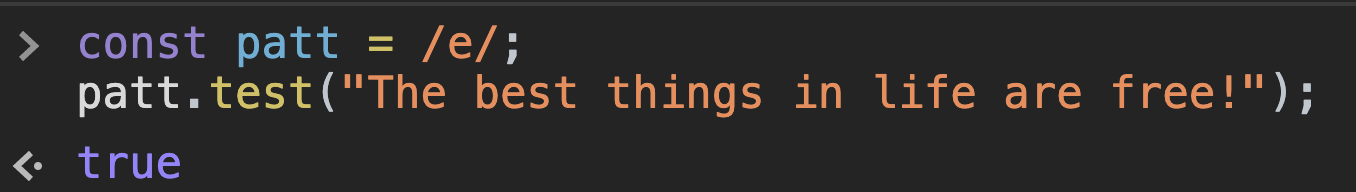 > const patt = /e/;
patt.test("The best things in life are free!");
true